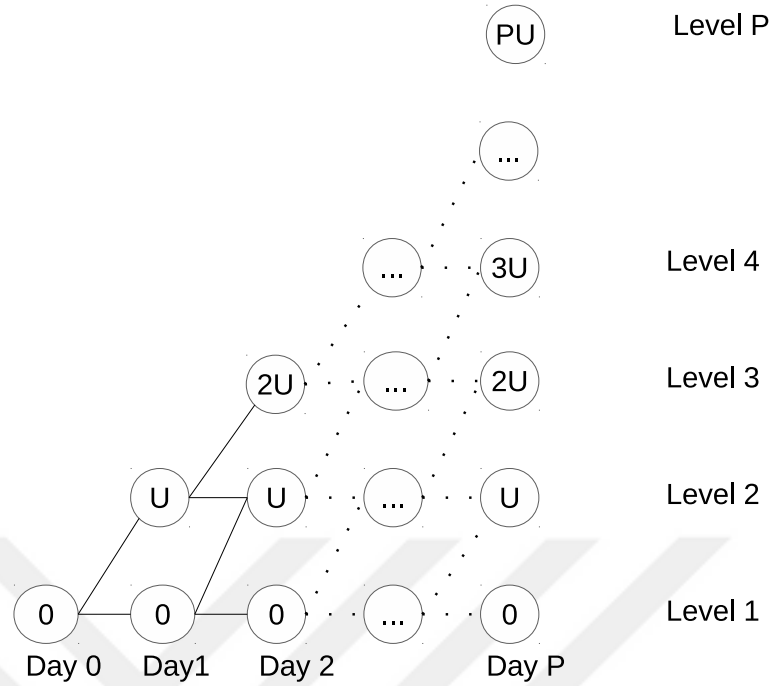 PU Level P
...
... 3U Level 4
2U ... 2U Level 3
U U ... U Level 2
0 0 0 ... 0 Level 1
Day 0 Day1 Day 2 Day P